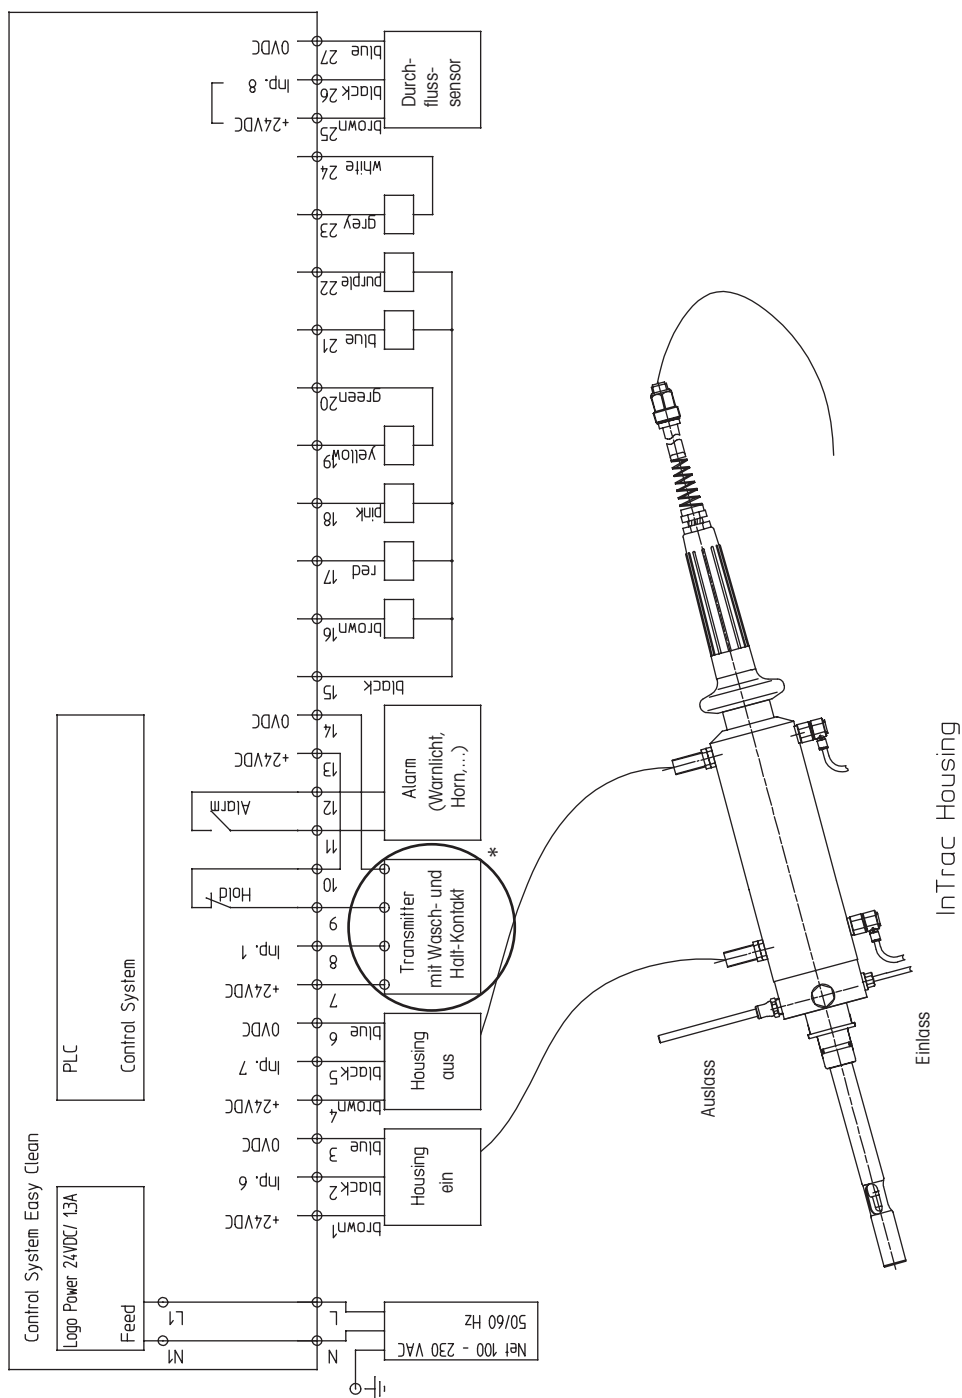 Control System Easy Clean
Logo Power 24VDC/ 1.3A
Feed
PLC
Control System
L1
N1
L
N
Net 100 - 230 VAC
50/60 Hz
+24VDC
brown1
Inp. 6
black 2
0VDC
blue 3
Housing
ein
+24VDC
brown 4
Inp. 7
black 5
0VDC
blue 6
Housing
aus
+24VDC
7
Inp. 1
8
Hold
9
10
Transmitter
mit Wasch- und
Halt-Kontakt
*
Alarm
11
12
+24VDC
13
0VDC
14
Alarm
(Warnlicht,
Horn,...)
15
black
16
brown
17
red
18
pink
19
yellow
20
green
21
blue
22
purple
23
grey
24
white
+24VDC
25
brown
Inp. 8
26
black
0VDC
27
blue
Durch-
fluss-
sensor
Auslass
Einlass
InTrac Housing